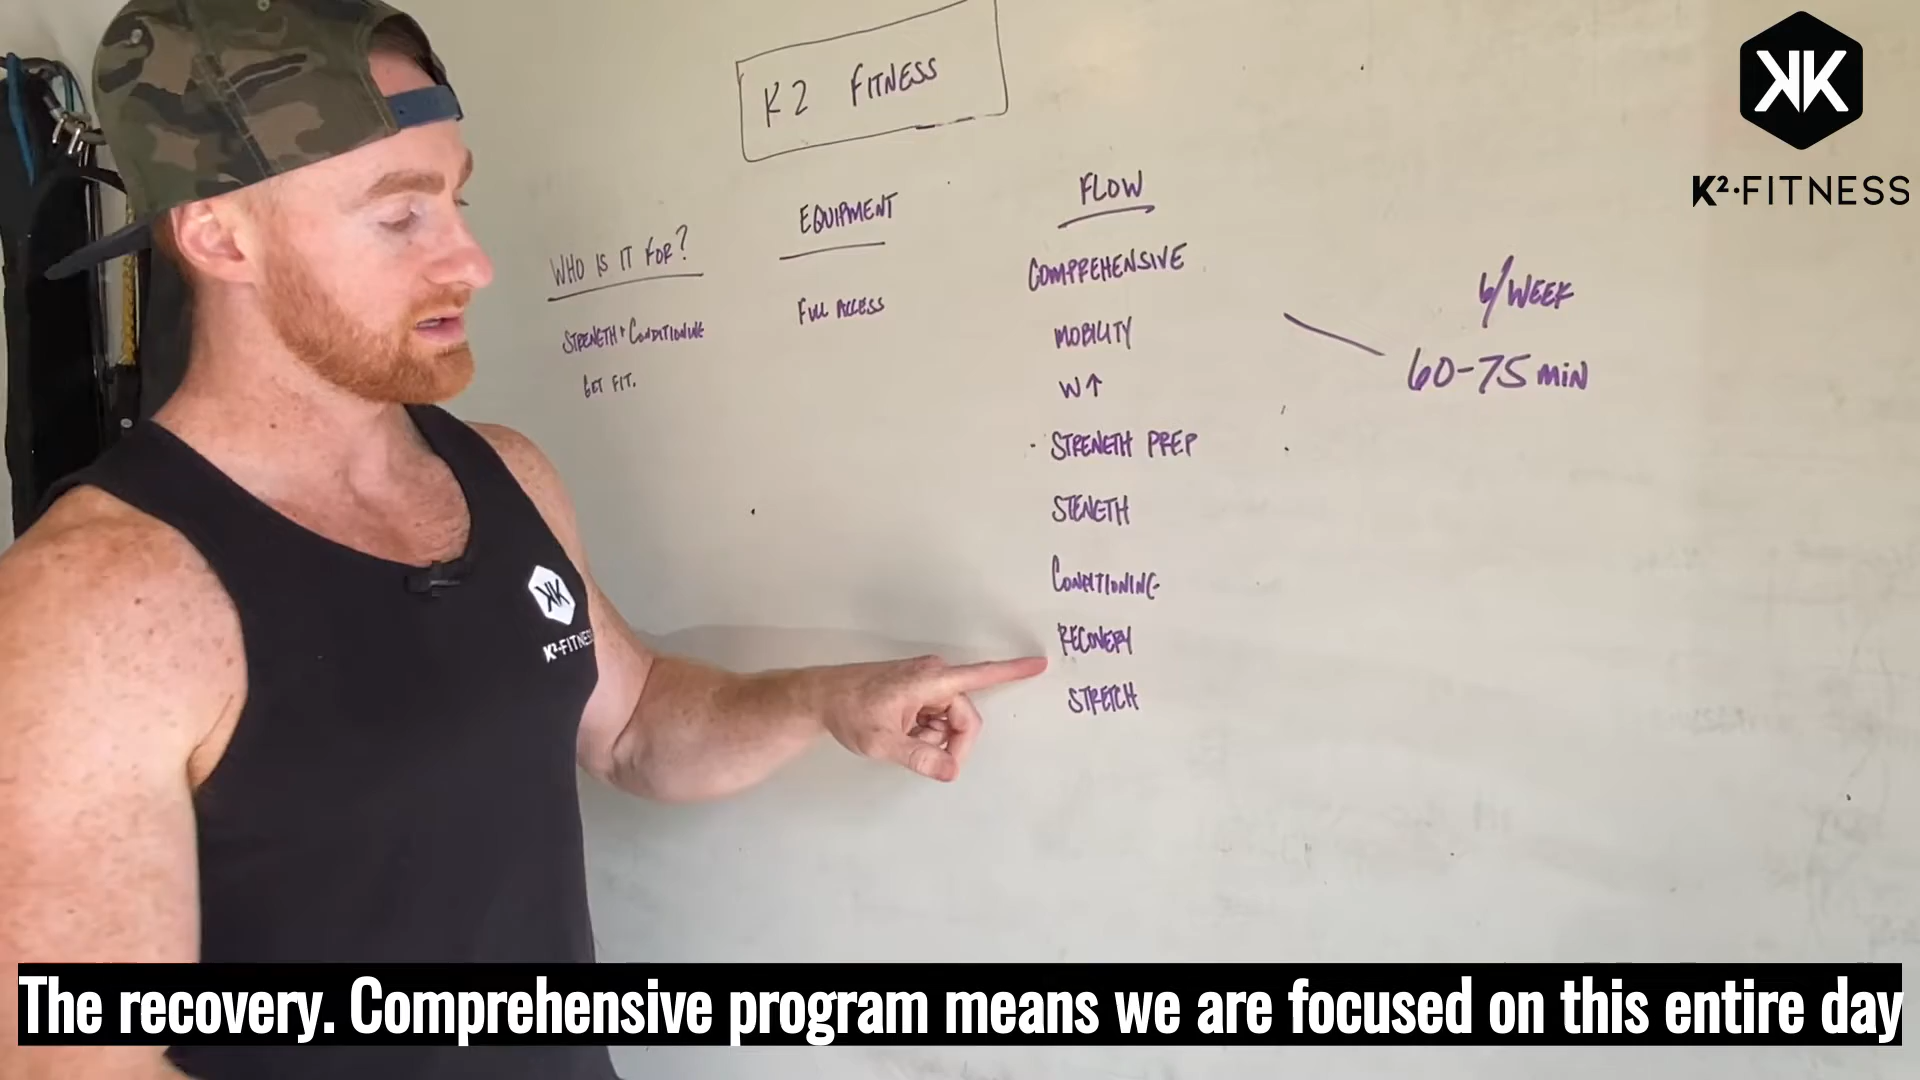 K2 FITNESS
K²·FITNESS
WHO IS IT FOR?
STRENGTH + CONDITIONING
GET FIT.
EQUIPMENT
FULL ACCESS
FLOW
COMPREHENSIVE
MOBILITY
W↑
STRENGTH PREP
STENGTH
CONDITIONING
RECOVERY
STRETCH
6/WEEK
60-75 MIN
K²·FITNESS
The recovery. Comprehensive program means we are focused on this entire day